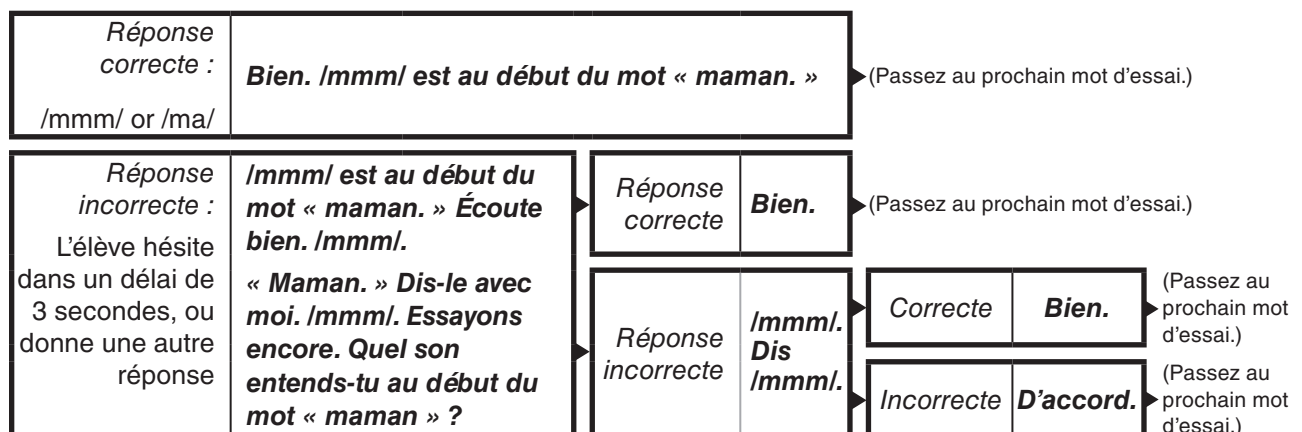 Réponse
correcte :
/mmm/ or /ma/
Bien. /mmm/ est au début du mot « maman. »
(Passez au prochain mot d'essai.)
Réponse
incorrecte :
L'élève hésite
dans un délai de
3 secondes, ou
donne une autre
réponse
/mmm/ est au début du
mot « maman. » Écoute
bien. /mmm/.
« Maman. » Dis-le avec
moi. /mmm/. Essayons
encore. Quel son
entends-tu au début du
mot « maman » ?
Réponse
correcte
Bien.
(Passez au prochain mot d'essai.)
Réponse
incorrecte
/mmm/.
Dis
/mmm/.
Correcte
Bien.
(Passez au
prochain mot
d'essai.)
Incorrecte
D'accord.
(Passez au
prochain mot
d'essai.)